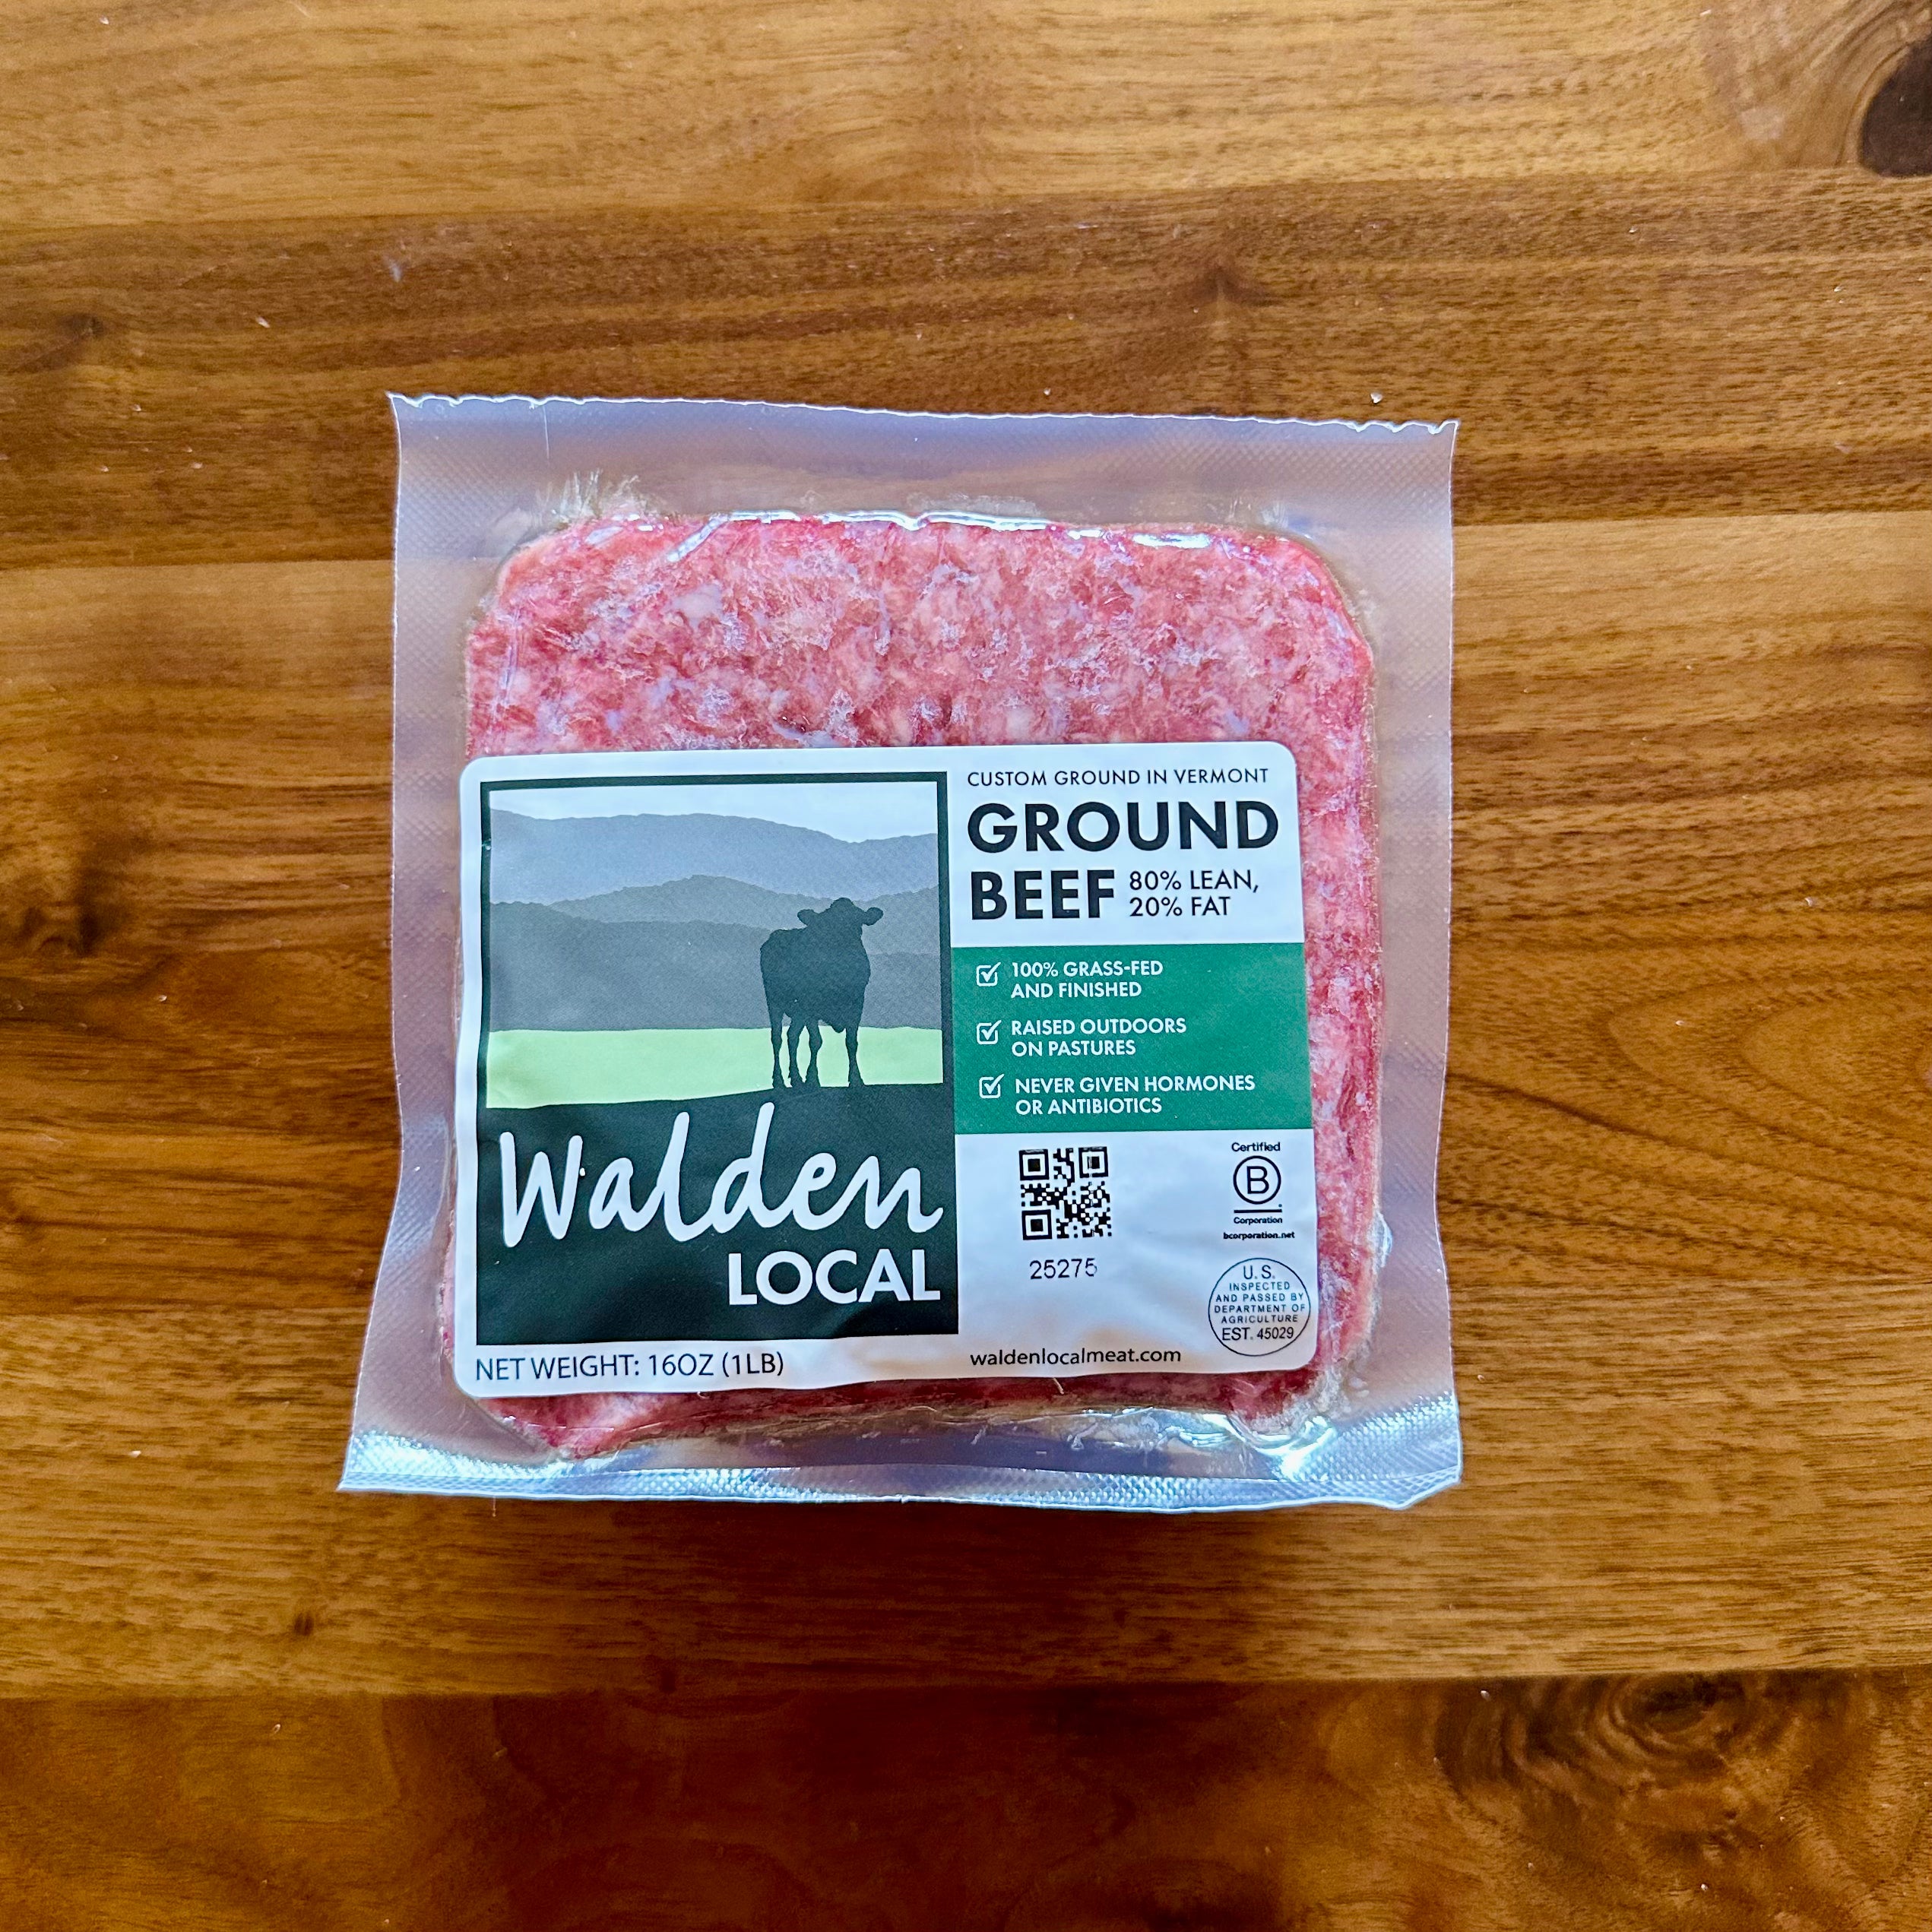 CUSTOM GROUND IN VERMONT
GROUND
BEEF 80% LEAN,
20% FAT
100% GRASS-FED
AND FINISHED
RAISED OUTDOORS
ON PASTURES
NEVER GIVEN HORMONES
OR ANTIBIOTICS
Walden
LOCAL
25275
Certified
B
Corporation
bcorporation.net
U.S.
INSPECTED
AND PASSED BY
DEPARTMENT OF
AGRICULTURE
EST. 45029
NET WEIGHT: 16OZ (1LB)
waldenlocalmeat.com